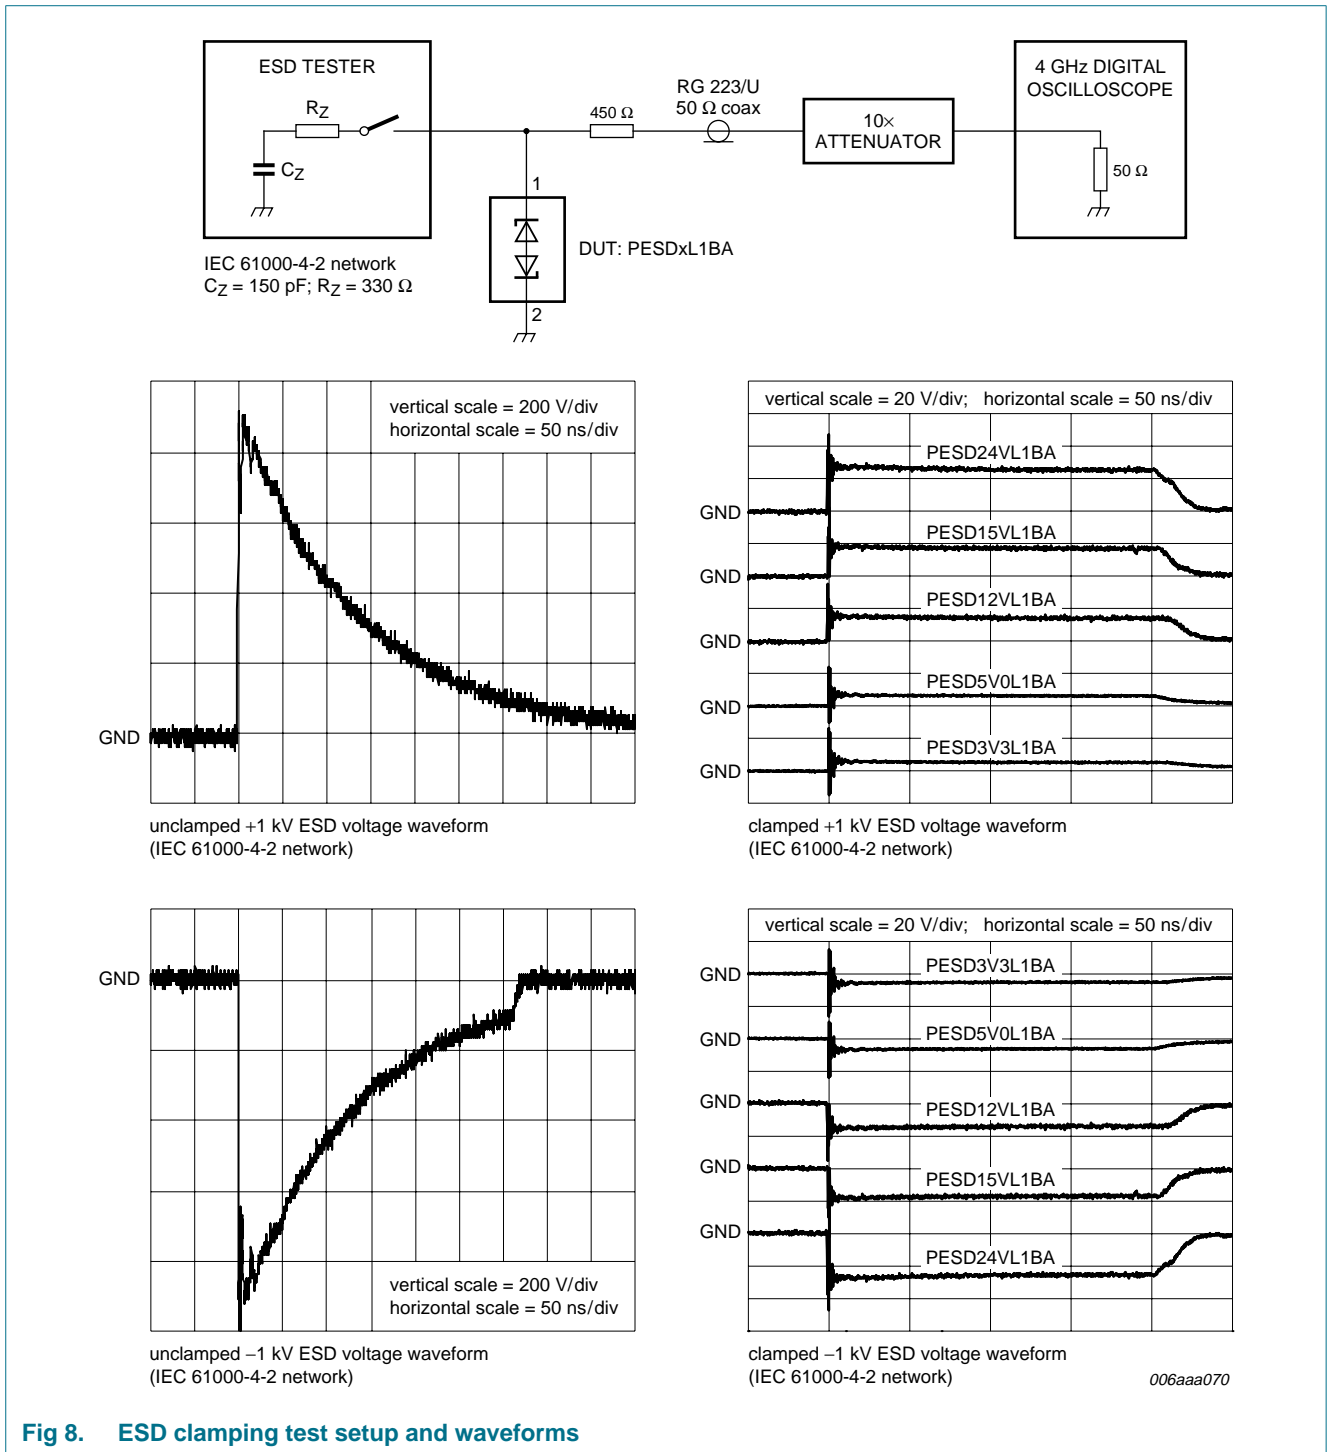 ESD TESTER
RZ
CZ
IEC 61000-4-2 network
CZ = 150 pF; RZ = 330 Ω
450 Ω
RG 223/U
50 Ω coax
10×
ATTENUATOR
4 GHz DIGITAL
OSCILLOSCOPE
50 Ω
1
DUT: PESDxL1BA
2
vertical scale = 200 V/div
horizontal scale = 50 ns/div
GND
unclamped +1 kV ESD voltage waveform
(IEC 61000-4-2 network)
vertical scale = 20 V/div; horizontal scale = 50 ns/div
PESD24VL1BA
GND
PESD15VL1BA
GND
PESD12VL1BA
GND
PESD5V0L1BA
GND
PESD3V3L1BA
GND
clamped +1 kV ESD voltage waveform
(IEC 61000-4-2 network)
GND
vertical scale = 200 V/div
horizontal scale = 50 ns/div
unclamped −1 kV ESD voltage waveform
(IEC 61000-4-2 network)
vertical scale = 20 V/div; horizontal scale = 50 ns/div
GND
PESD3V3L1BA
GND
PESD5V0L1BA
GND
PESD12VL1BA
GND
PESD15VL1BA
GND
PESD24VL1BA
clamped −1 kV ESD voltage waveform
(IEC 61000-4-2 network)
006aaa070
Fig 8. ESD clamping test setup and waveforms